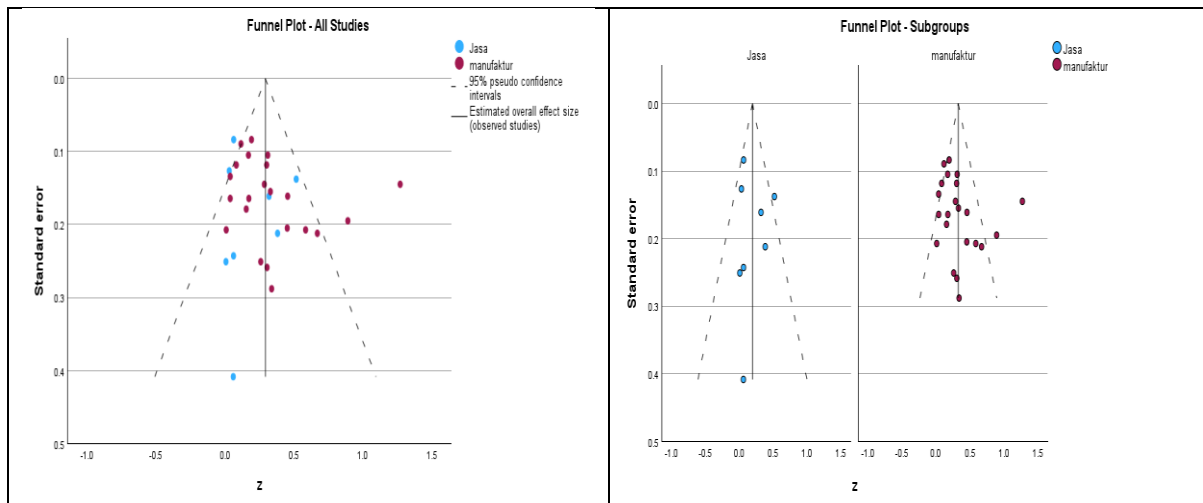 Funnel Plot - All Studies
Jasa
manufaktur
95% pseudo confidence
intervals
Estimated overall effect size
(observed studies)
Standard error
0.0
0.1
0.2
0.3
0.4
0.5
-1.0 -0.5 0.0 0.5 1.0 1.5
z
Funnel Plot - Subgroups
Jasa manufaktur
Jasa
manufaktur
Standard error
0.0
0.1
0.2
0.3
0.4
0.5
-1.0 -0.5 0.0 0.5 1.0 1.5 -1.0 -0.5 0.0 0.5 1.0 1.5
z